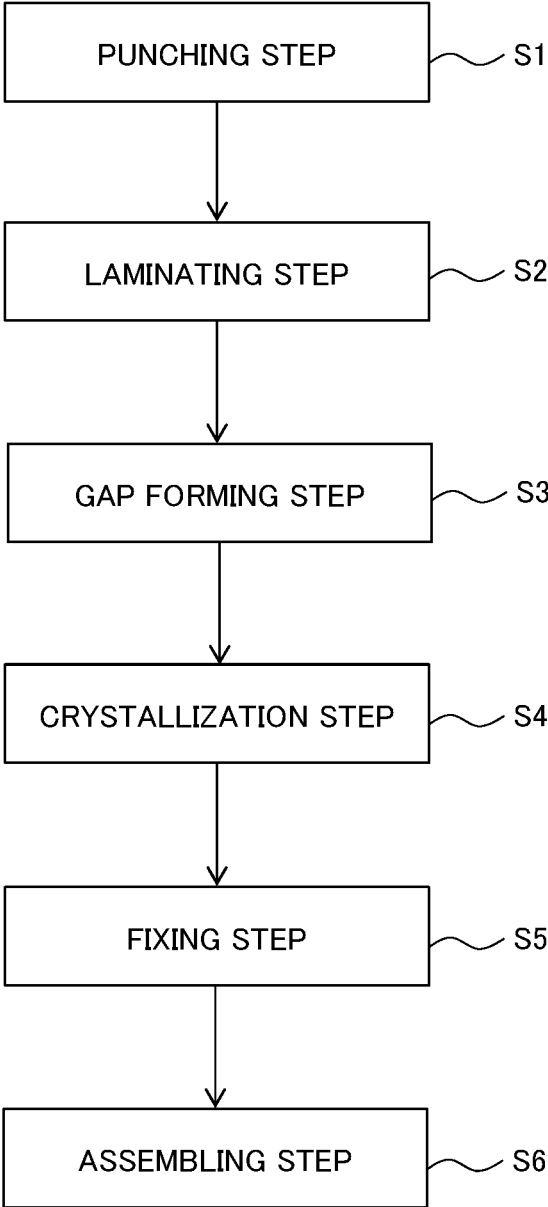 PUNCHING STEP S1
LAMINATING STEP S2
GAP FORMING STEP S3
CRYSTALLIZATION STEP S4
FIXING STEP S5
ASSEMBLING STEP S6